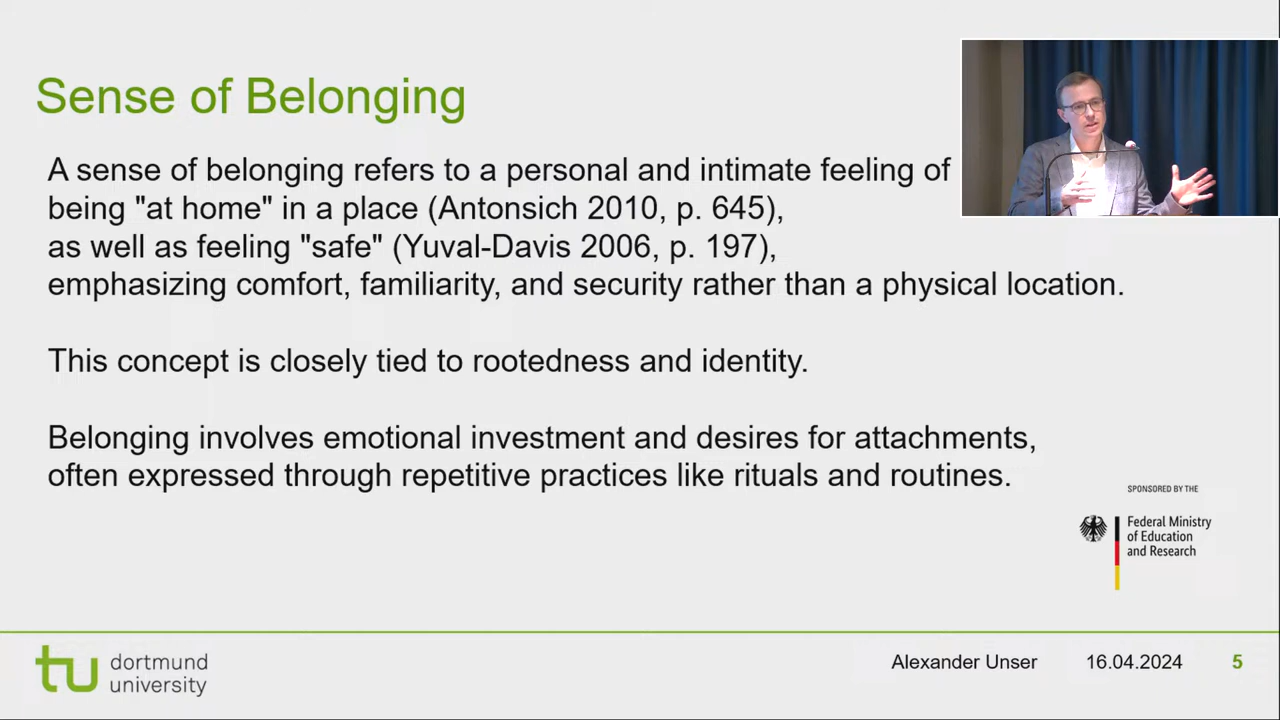 Sense of Belonging
A sense of belonging refers to a personal and intimate feeling of
being "at home" in a place (Antonsich 2010, p. 645),
as well as feeling "safe" (Yuval-Davis 2006, p. 197),
emphasizing comfort, familiarity, and security rather than a physical location.
This concept is closely tied to rootedness and identity.
Belonging involves emotional investment and desires for attachments,
often expressed through repetitive practices like rituals and routines.
SPONSORED BY THE
Federal Ministry
of Education
and Research
tu dortmund
university
Alexander Unser 16.04.2024 5